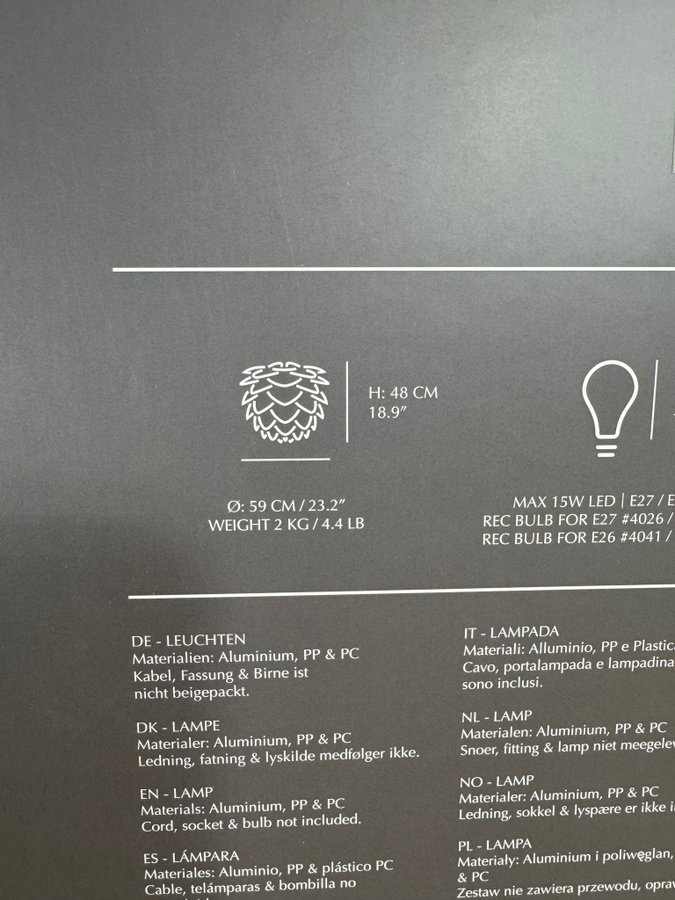 H: 48 CM
18.9″
Ø: 59 CM / 23.2″
WEIGHT 2 KG / 4.4 LB
MAX 15W LED | E27 /
REC BULB FOR E27 #4026 /
REC BULB FOR E26 #4041 /
DE - LEUCHTEN
Materialien: Aluminium, PP & PC
Kabel, Fassung & Birne ist
nicht beigepackt.
DK - LAMPE
Materialer: Aluminium, PP & PC
Ledning, fatning & lyskilde medfølger ikke.
EN - LAMP
Materials: Aluminium, PP & PC
Cord, socket & bulb not included.
ES - LÁMPARA
Materiales: Aluminio, PP & plástico PC
Cable, telámparas & bombilla no
IT - LAMPADA
Materiali: Alluminio, PP e Plastica
Cavo, portalampada e lampadina
sono inclusi.
NL - LAMP
Materialen: Aluminium, PP & PC
Snoer, fitting & lamp niet
NO - LAMP
Materialer: Aluminium, PP & PC
Ledning, sokkel & lyspære er ikke
PL - LAMPA
Materiały: Aluminium i poliwęglan,
& PC
Zestaw nie zawiera przewodu,